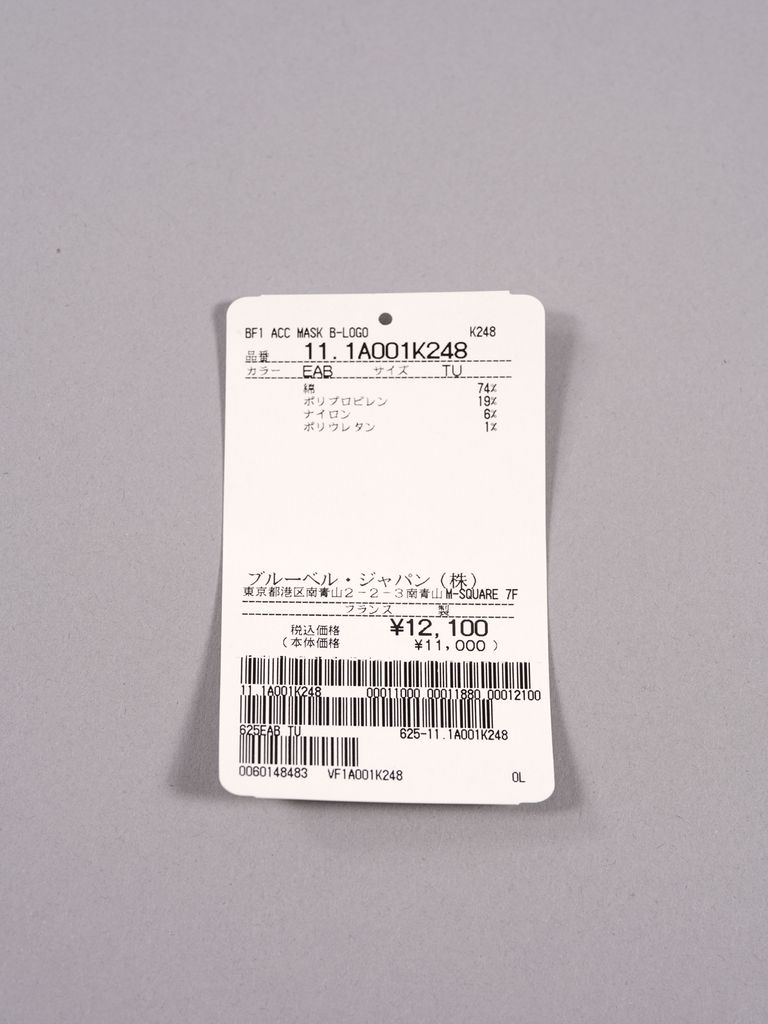 BF1 ACC MASK B-LOGO K248
品番 11.1A001K248
カラー EAB サイズ TU
綿 74%
ポリプロピレン 19%
ナイロン 6%
ポリウレタン 1%
ブルーベル・ジャパン(株)
東京都港区南青山2-2-3南青山M-SQUARE 7F
フランス 製
税込価格 ¥12,100
(本体価格 ¥11,000)
11.1A001K248 00011000 00011880 00012100
625EAB TU 625-11.1A001K248
0060148483 VF1A001K248 0L